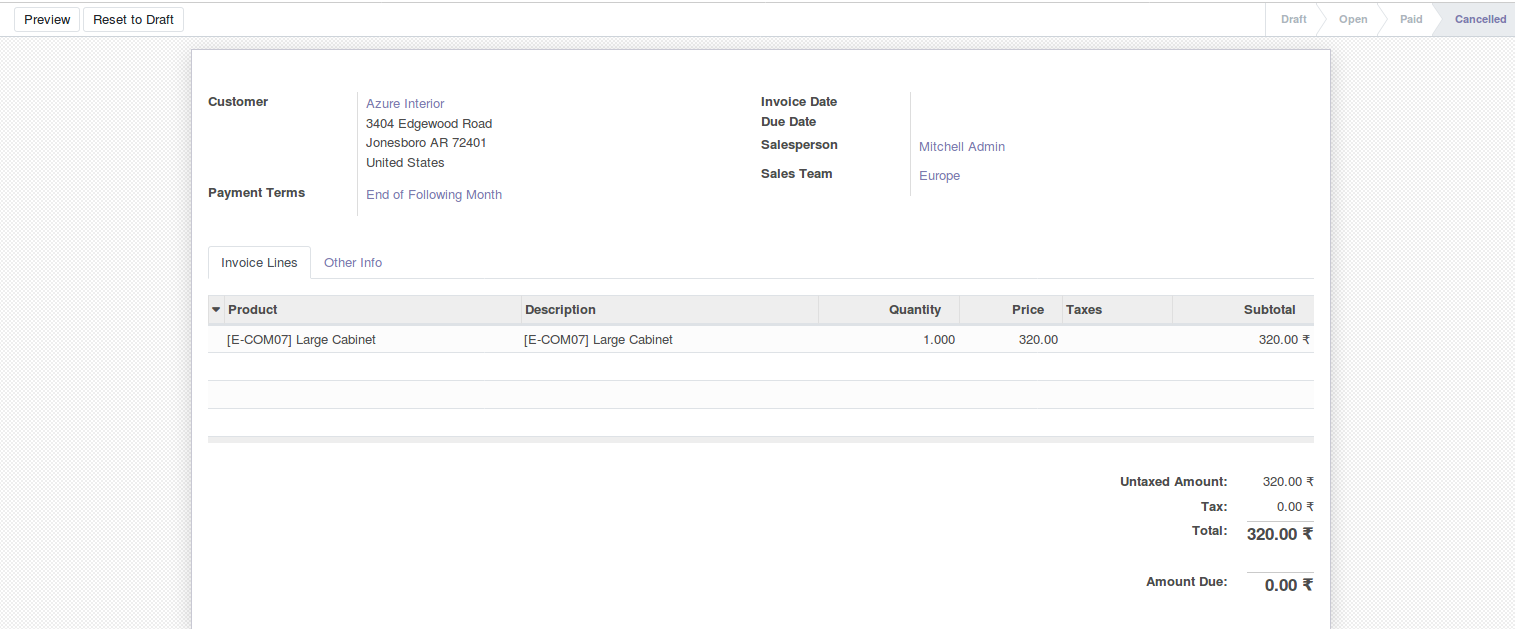 Preview Reset to Draft Draft Open Paid Cancelled
Customer
Azure Interior
3404 Edgewood Road
Jonesboro AR 72401
United States
Payment Terms End of Following Month
Invoice Date
Due Date
Salesperson Mitchell Admin
Sales Team Europe
Invoice Lines Other Info
Product Description Quantity Price Taxes Subtotal
[E-COM07] Large Cabinet [E-COM07] Large Cabinet 1.000 320.00 320.00 ₹
Untaxed Amount: 320.00 ₹
Tax: 0.00 ₹
Total: 320.00 ₹
Amount Due: 0.00 ₹